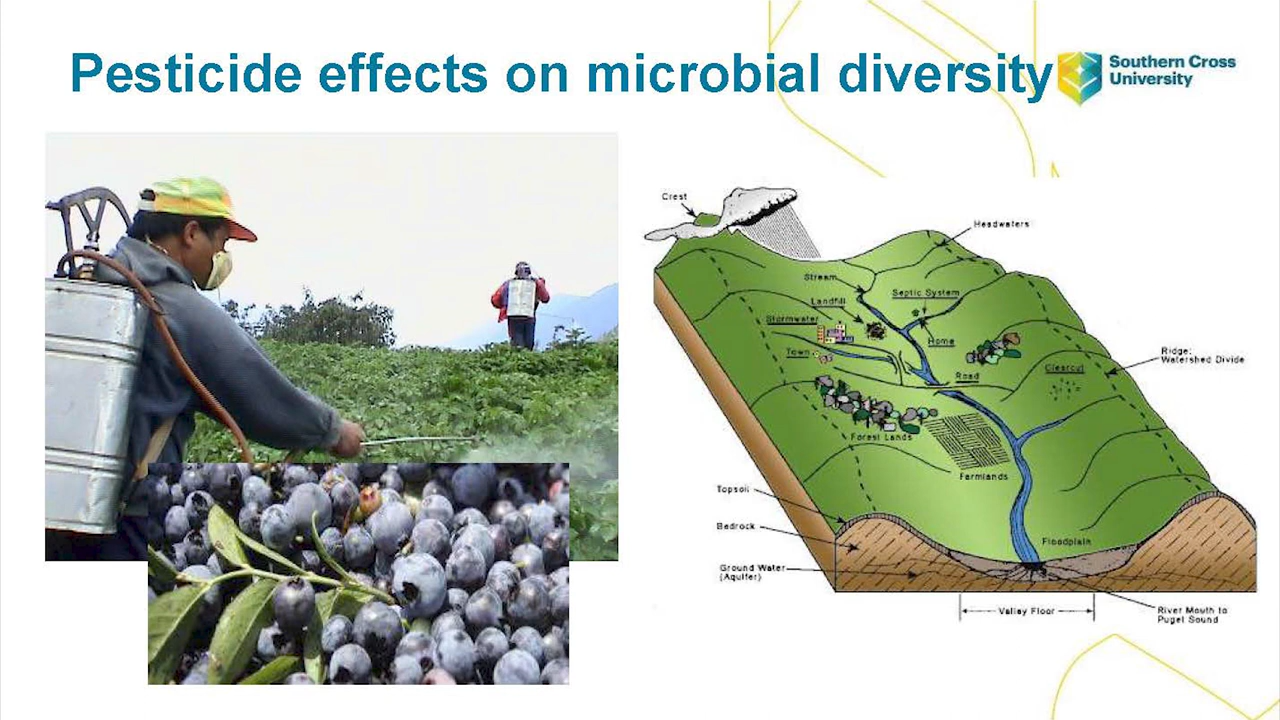 Pesticide effects on microbial diversity
Southern Cross
University
Crest
Headwaters
Stream
Septic System
Landfill
Stormwater
Home
Town
Ridge:
Watershed Divide
Clearcut
Road
Forest Lands
Farmlands
Topsoil
Bedrock
Floodplain
Ground Water
(Aquifer)
Valley Floor
River Mouth to
Puget Sound